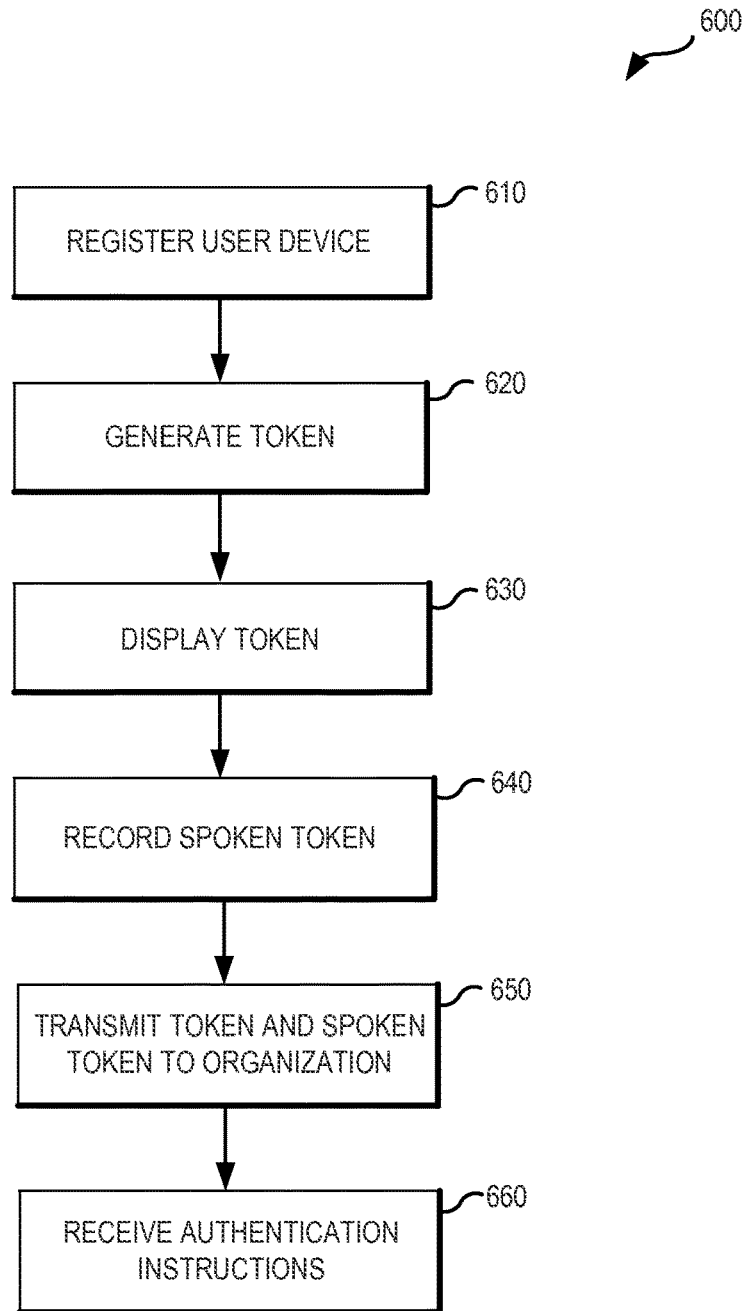 600
610
REGISTER USER DEVICE
620
GENERATE TOKEN
630
DISPLAY TOKEN
640
RECORD SPOKEN TOKEN
650
TRANSMIT TOKEN AND SPOKEN
TOKEN TO ORGANIZATION
660
RECEIVE AUTHENTICATION
INSTRUCTIONS